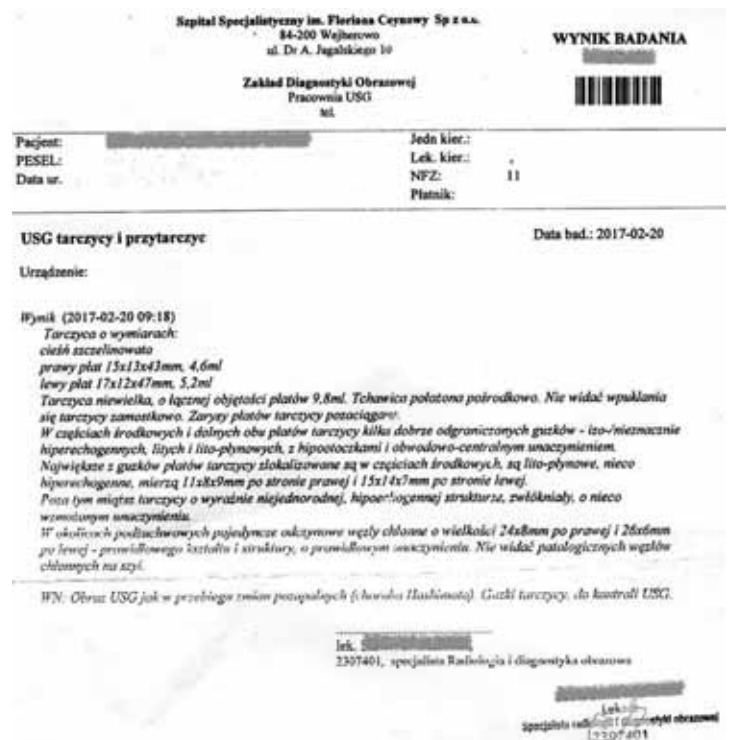 Szpital Specjalistyczny im. Floriana Ceynowy Sp z o.o.
84-200 Wejherowo
ul. Dr A. Jagalskiego 10
WYNIK BADANIA
Zakład Diagnostyki Obrazowej
Pracownia USG
tel.
Pacjent:
PESEL:
Data ur.
Jedn kier.:
Lek. kier.:
NFZ: 11
Płatnik:
USG tarczycy i przytarczyc
Data bad.: 2017-02-20
Urządzenie:
Wynik (2017-02-20 09:18)
Tarczyca o wymiarach:
cieśń szczelinowata
prawy płat 15x13x43mm, 4,6ml
lewy płat 17x12x47mm, 5,2ml
Tarczyca niewielka, o łącznej objętości płatów 9,8ml. Tchawica położona pośrodkowo. Nie widać wpuklania
się tarczycy zamostkowo. Zarysy płatów tarczycy pozaciągane.
W częściach środkowych i dolnych obu płatów tarczycy kilka dobrze odgraniczonych guzków - izo-/nieznacznie
hiperechogennych, litych i lito-płynowych, z hipootoczkami i obwodowo-centralnym unaczynieniem.
Największe z guzków płatów tarczycy zlokalizowane są w częściach środkowych, są lito-płynowe, nieco
hiperechogenne, mierzą 11x8x9mm po stronie prawej i 15x14x7mm po stronie lewej.
Poza tym miąższ tarczycy o wyraźnie niejednorodnej, hipoechogennej strukturze, zwłókniały, o nieco
wzmożonym unaczynieniu.
W okolicach podżuchwowych pojedyncze odczynowe węzły chłonne o wielkości 24x8mm po prawej i 26x6mm
po lewej - prawidłowego kształtu i struktury, o prawidłowym unaczynieniu. Nie widać patologicznych węzłów
chłonnych na szyi.
WN: Obraz USG jak w przebiegu zmian pozapalnych (choroba Hashimoto). Guzki tarczycy, do kontroli USG.
lek.
2307401, specjalista Radiologia i diagnostyka obrazowa
Lekarz
specjalista diagnostyki obrazowej
2307401